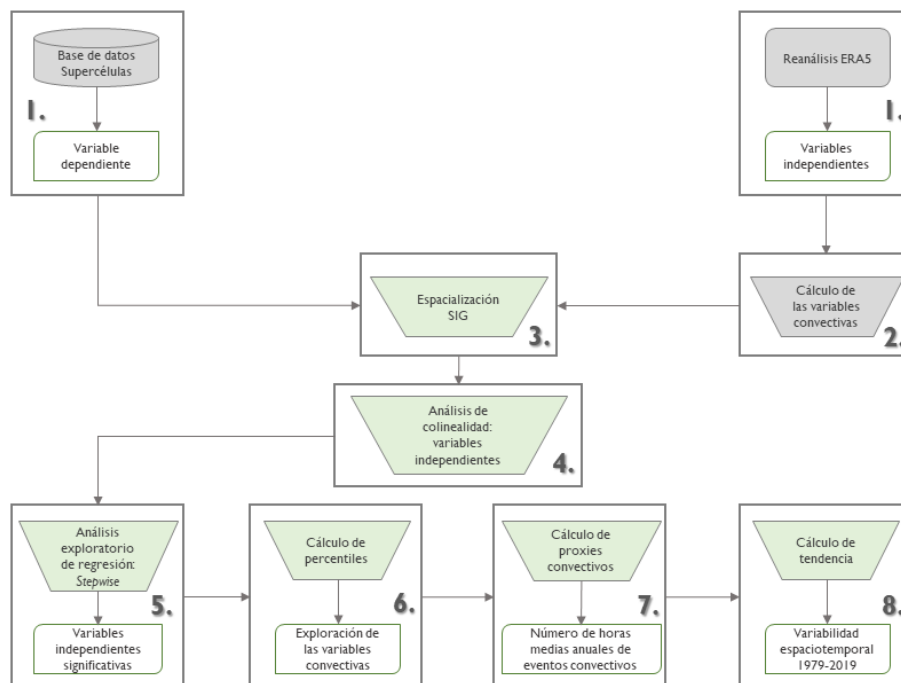 Base de datos
Supercélulas
1.
Variable
dependiente
Reanálisis ERA5
1.
Variables
independientes
Espacialización
SIG
3.
Cálculo de
las variables
convectivas
2.
Análisis de
colinealidad:
variables
independientes
4.
Análisis
exploratorio
de regresión:
Stepwise
5.
Variables
independientes
significativas
Cálculo de
percentiles
6.
Exploración de
las variables
convectivas
Cálculo de
proxies
convectivos
7.
Número de horas
medias anuales de
eventos convectivos
Cálculo de
tendencia
8.
Variabilidad
espaciotemporal
1979-2019